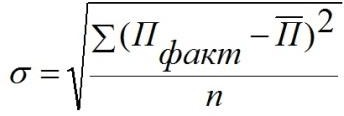 σ = √(∑(П_факт − П̅)² / n)